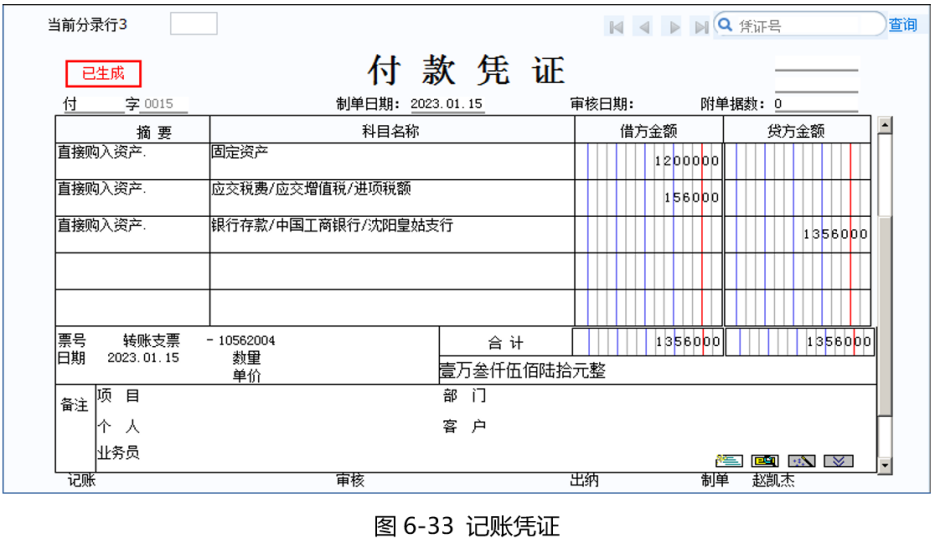 当前分录行3 凭证号 查询
已生成
付款凭证
付 字 0015 制单日期： 2023.01.15 审核日期： 附单据数： 0
摘 要 科目名称 借方金额 贷方金额
直接购入资产. 固定资产 1200000
直接购入资产. 应交税费/应交增值税/进项税额 156000
直接购入资产. 银行存款/中国工商银行/沈阳皇姑支行 1356000
票号 转账支票 - 10562004 合 计 1356000 1356000
日期 2023.01.15 数量
单价
壹万叁仟伍佰陆拾元整
备注 项 目 部 门
个 人 客 户
业务员
记账 审核 出纳 制单 赵凯杰
图 6-33 记账凭证